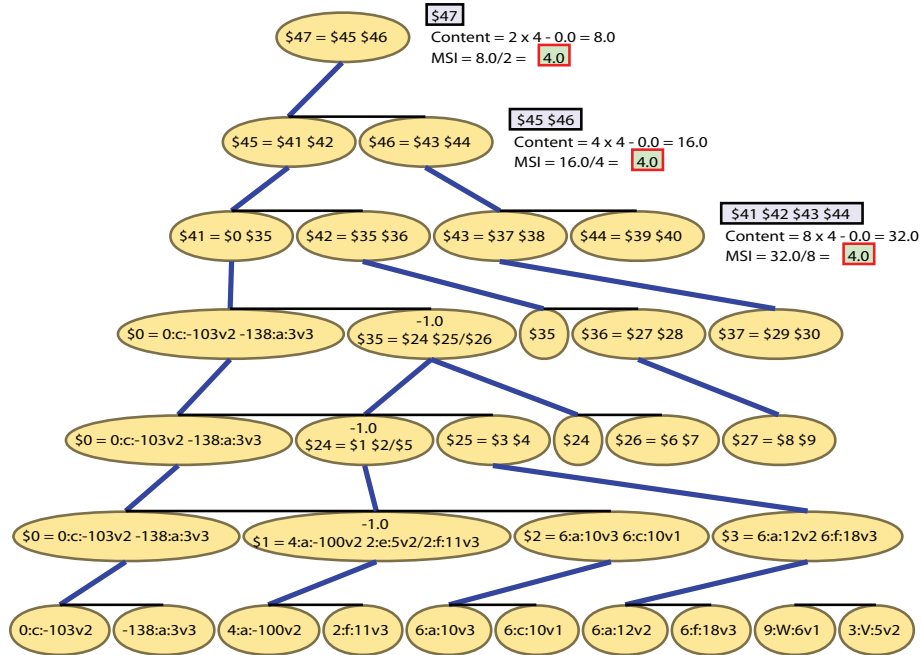 $47
$47 = $45 $46
Content = 2 x 4 - 0.0 = 8.0
MSI = 8.0/2 = 4.0
$45 $46
$45 = $41 $42 $46 = $43 $44
Content = 4 x 4 - 0.0 = 16.0
MSI = 16.0/4 = 4.0
$41 $42 $43 $44
$41 = $0 $35 $42 = $35 $36 $43 = $37 $38 $44 = $39 $40
Content = 8 x 4 - 0.0 = 32.0
MSI = 32.0/8 = 4.0
-1.0
$0 = 0:c:-103v2 -138:a:3v3 $35 = $24 $25/$26 $35 $36 = $27 $28 $37 = $29 $30
-1.0
$0 = 0:c:-103v2 -138:a:3v3 $24 = $1 $2/$5 $25 = $3 $4 $24 $26 = $6 $7 $27 = $8 $9
-1.0
$0 = 0:c:-103v2 -138:a:3v3 $1 = 4:a:-100v2 2:e:5v2/2:f:11v3 $2 = 6:a:10v3 6:c:10v1 $3 = 6:a:12v2 6:f:18v3
0:c:-103v2 -138:a:3v3 4:a:-100v2 2:f:11v3 6:a:10v3 6:c:10v1 6:a:12v2 6:f:18v3 9:W:6v1 3:V:5v2